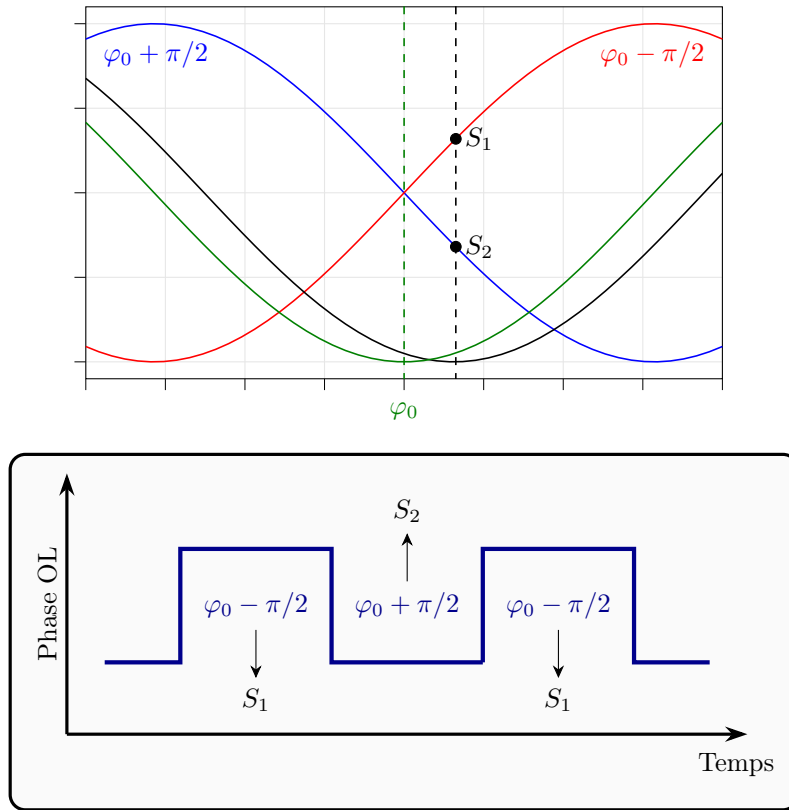 φ₀ + π/2
φ₀ − π/2
S₁
S₂
φ₀
Phase OL
S₂
φ₀ − π/2
φ₀ + π/2
φ₀ − π/2
S₁
S₁
Temps